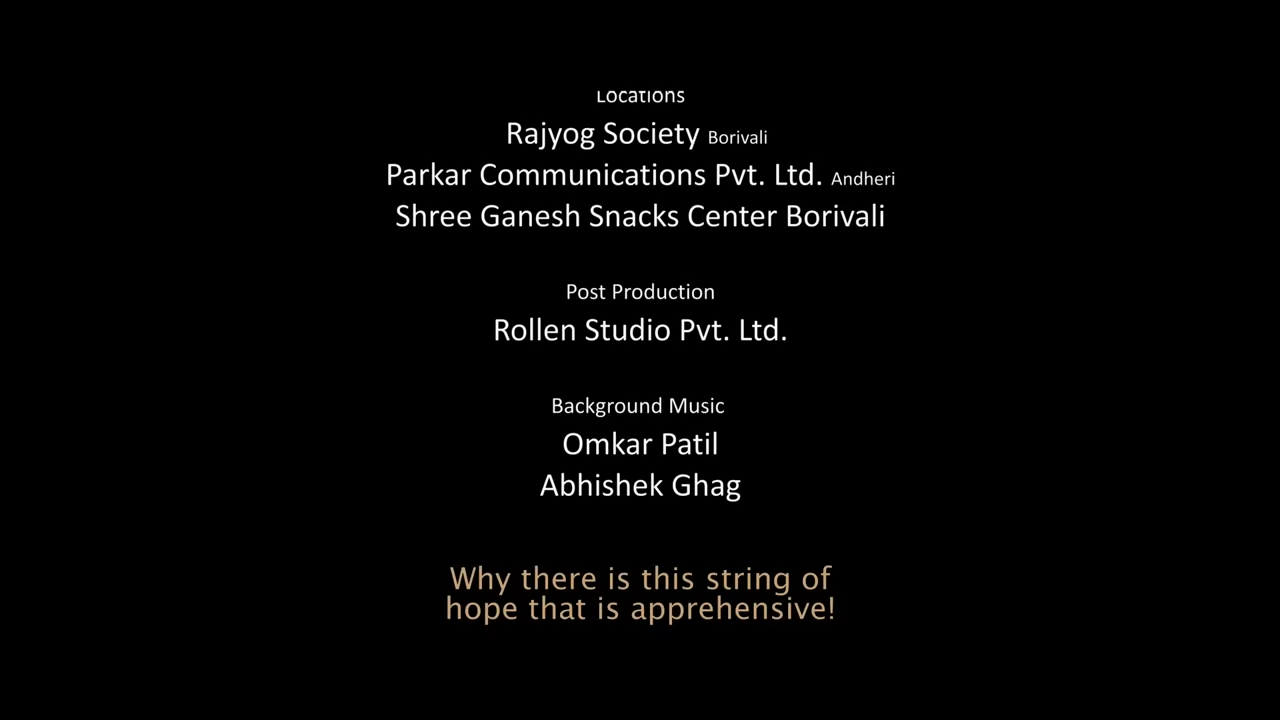 Locations
Rajyog Society Borivali
Parkar Communications Pvt. Ltd. Andheri
Shree Ganesh Snacks Center Borivali
Post Production
Rollen Studio Pvt. Ltd.
Background Music
Omkar Patil
Abhishek Ghag
Why there is this string of
hope that is apprehensive!